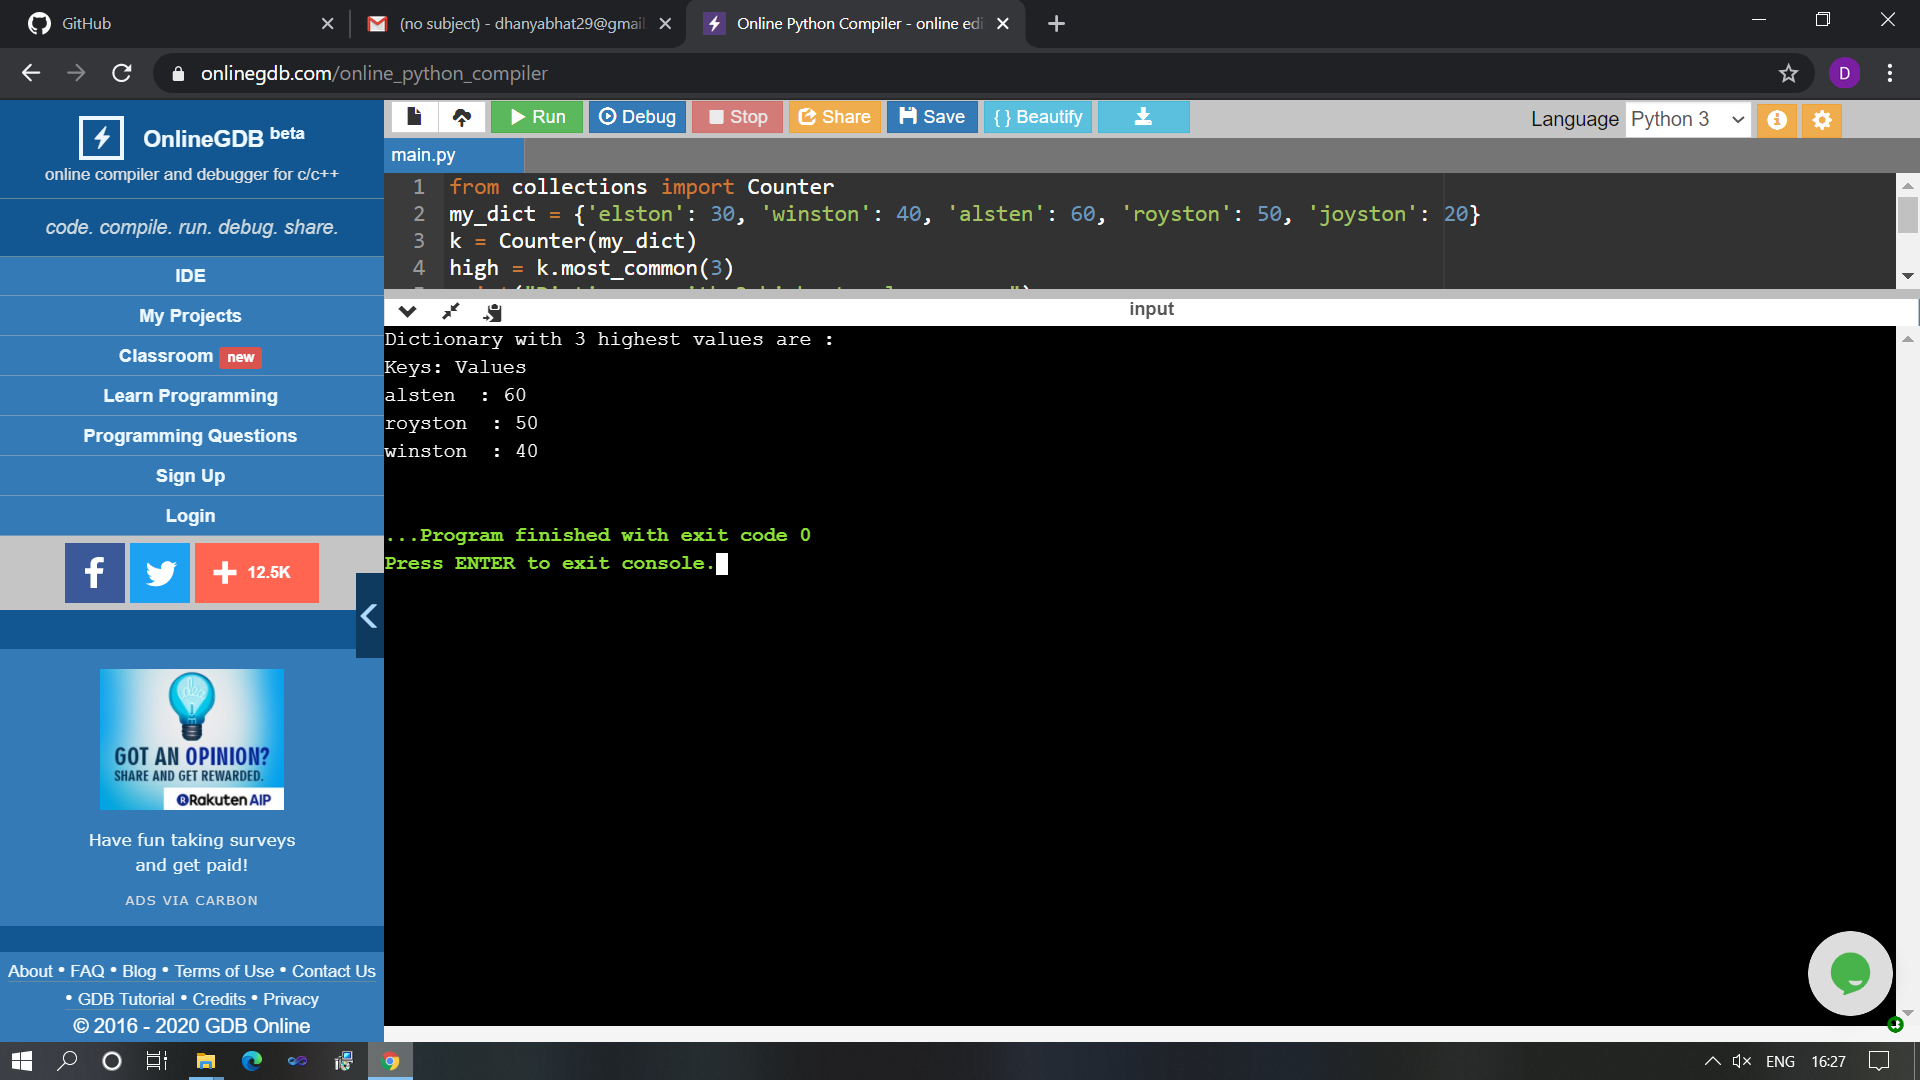 GitHub
(no subject) - dhanyabhat29@gmail
Online Python Compiler - online edi
onlinegdb.com/online_python_compiler
D
OnlineGDB beta
online compiler and debugger for c/c++
code. compile. run. debug. share.
IDE
My Projects
Classroom new
Learn Programming
Programming Questions
Sign Up
Login
12.5K
GOT AN OPINION?
SHARE AND GET REWARDED.
Rakuten AIP
Have fun taking surveys
and get paid!
ADS VIA CARBON
About • FAQ • Blog • Terms of Use • Contact Us
• GDB Tutorial • Credits • Privacy
© 2016 - 2020 GDB Online
Run Debug Stop Share Save { } Beautify
Language Python 3
main.py
1 from collections import Counter
2 my_dict = {'elston': 30, 'winston': 40, 'alsten': 60, 'royston': 50, 'joyston': 20}
3 k = Counter(my_dict)
4 high = k.most_common(3)
input
Dictionary with 3 highest values are :
Keys: Values
alsten  : 60
royston  : 50
winston  : 40
...Program finished with exit code 0
Press ENTER to exit console.
ENG 16:27